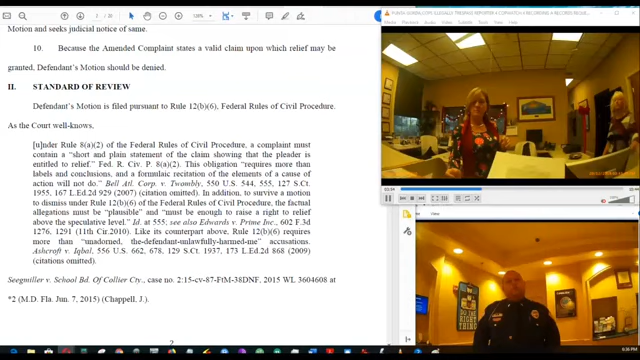 Motion and seeks judicial notice of same.
10. Because the Amended Complaint states a valid claim upon which relief may be
granted, Defendant's Motion should be denied.
II. STANDARD OF REVIEW
Defendant's Motion is filed pursuant to Rule 12(b)(6), Federal Rules of Civil Procedure.
As the Court well-knows,
[u]nder Rule 8(a)(2) of the Federal Rules of Civil Procedure, a complaint must
contain a "short and plain statement of the claim showing that the pleader is
entitled to relief." Fed. R. Civ. P. 8(a)(2). This obligation "requires more than
labels and conclusions, and a formulaic recitation of the elements of a cause of
action will not do." Bell Atl. Corp. v. Twombly, 550 U.S. 544, 555, 127 S.Ct.
1955, 167 L.Ed.2d 929 (2007) (citation omitted). In addition, to survive a motion
to dismiss under Rule 12(b)(6) of the Federal Rules of Civil Procedure, the factual
allegations must be "plausible" and "must be enough to raise a right to relief
above the speculative level." Id. at 555; see also Edwards v. Prime Inc., 602 F.3d
1276, 1291 (11th Cir.2010). Like its counterpart above, Rule 12(b)(6) requires
more than "unadorned, the-defendant-unlawfully-harmed-me" accusations.
Ashcroft v. Iqbal, 556 U.S. 662, 678, 129 S.Ct. 1937, 173 L.Ed.2d 868 (2009)
(citations omitted).
Seegmiller v. School Bd. Of Collier Cty., case no. 2:15-cv-87-FtM-38DNF, 2015 WL 3604608 at
*2 (M.D. Fla. Jun. 7, 2015) (Chappell, J.)
2
DO THE
RIGHT
THING